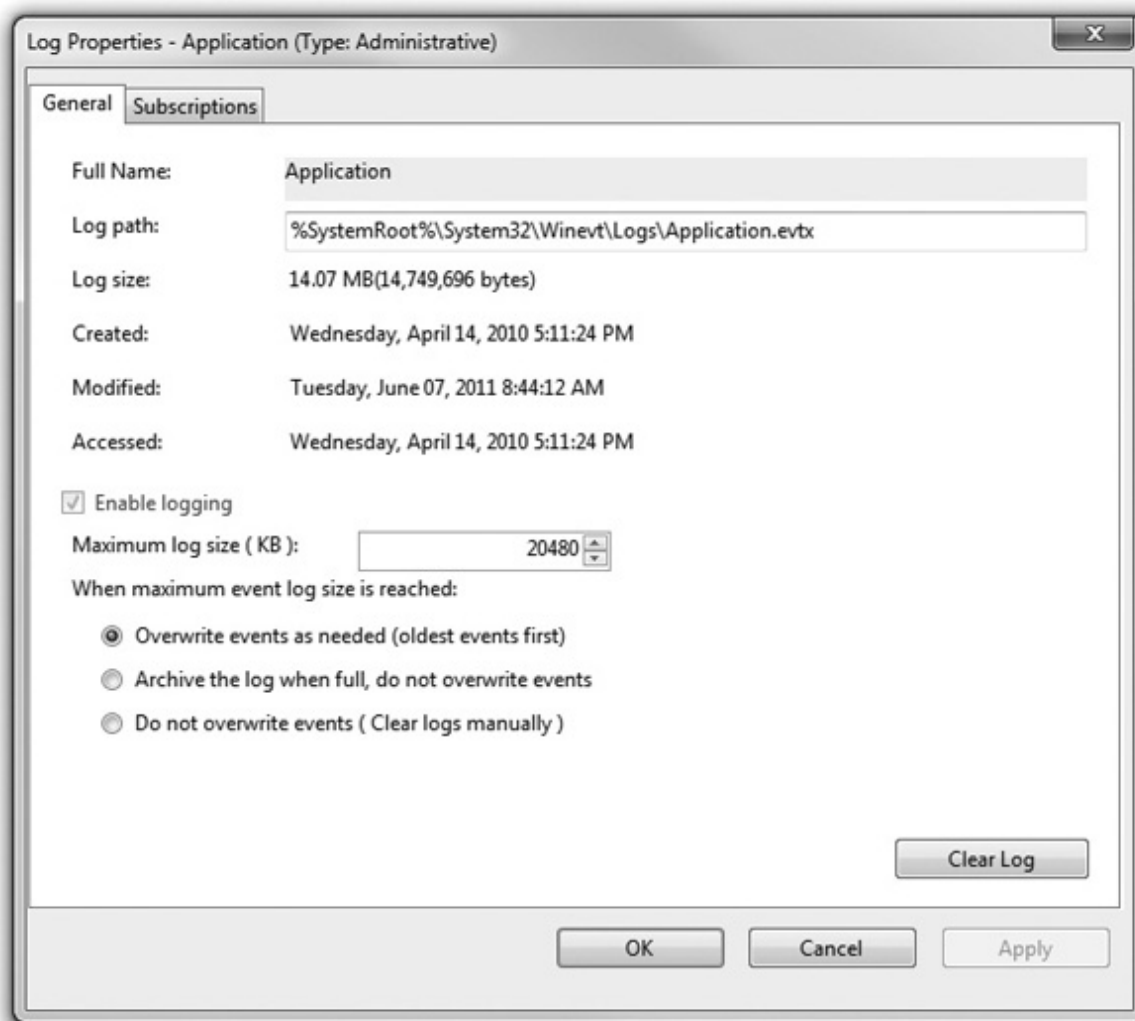 Log Properties - Application (Type: Administrative)
General Subscriptions
Full Name: Application
Log path: %SystemRoot%\System32\Winevt\Logs\Application.evtx
Log size: 14.07 MB(14,749,696 bytes)
Created: Wednesday, April 14, 2010 5:11:24 PM
Modified: Tuesday, June 07, 2011 8:44:12 AM
Accessed: Wednesday, April 14, 2010 5:11:24 PM
Enable logging
Maximum log size ( KB ): 20480
When maximum event log size is reached:
Overwrite events as needed (oldest events first)
Archive the log when full, do not overwrite events
Do not overwrite events ( Clear logs manually )
Clear Log
OK Cancel Apply